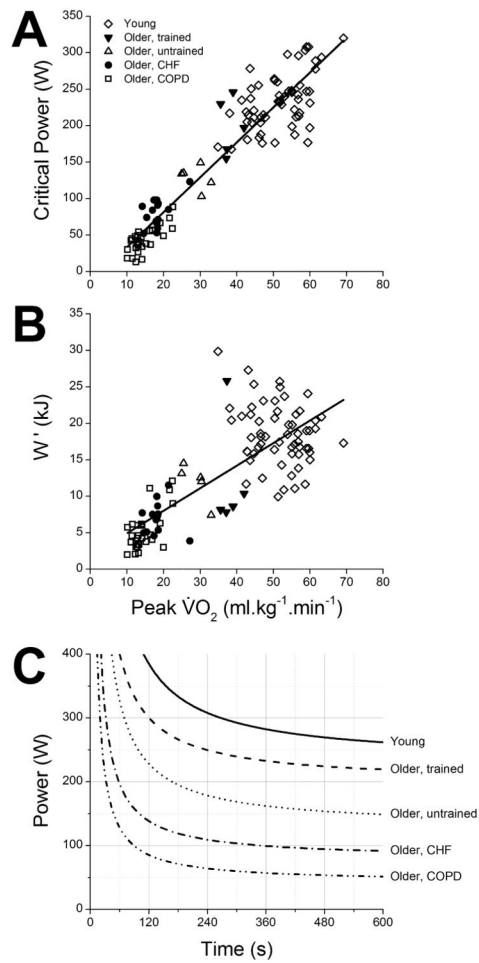 A
Young
Older, trained
Older, untrained
Older, CHF
Older, COPD
Critical Power (W)
350
300
250
200
150
100
50
0
0 10 20 30 40 50 60 70 80
B
W' (kJ)
35
30
25
20
15
10
5
0
0 10 20 30 40 50 60 70 80
Peak V̇O₂ (ml.kg⁻¹.min⁻¹)
C
Power (W)
400
300
200
100
0
Young
Older, trained
Older, untrained
Older, CHF
Older, COPD
0 120 240 360 480 600
Time (s)